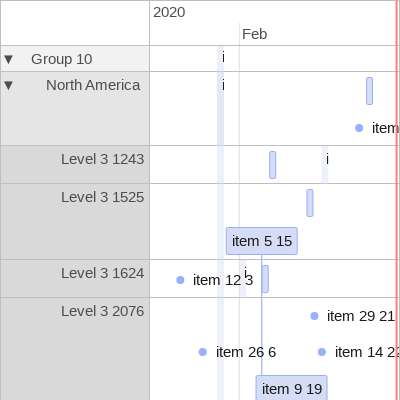 2020
Feb
▼ Group 10
i
▼ North America
i
item
Level 3 1243
i
Level 3 1525
item 5 15
Level 3 1624
item 12 3
i
Level 3 2076
item 29 21
item 26 6
item 14 22
item 9 19